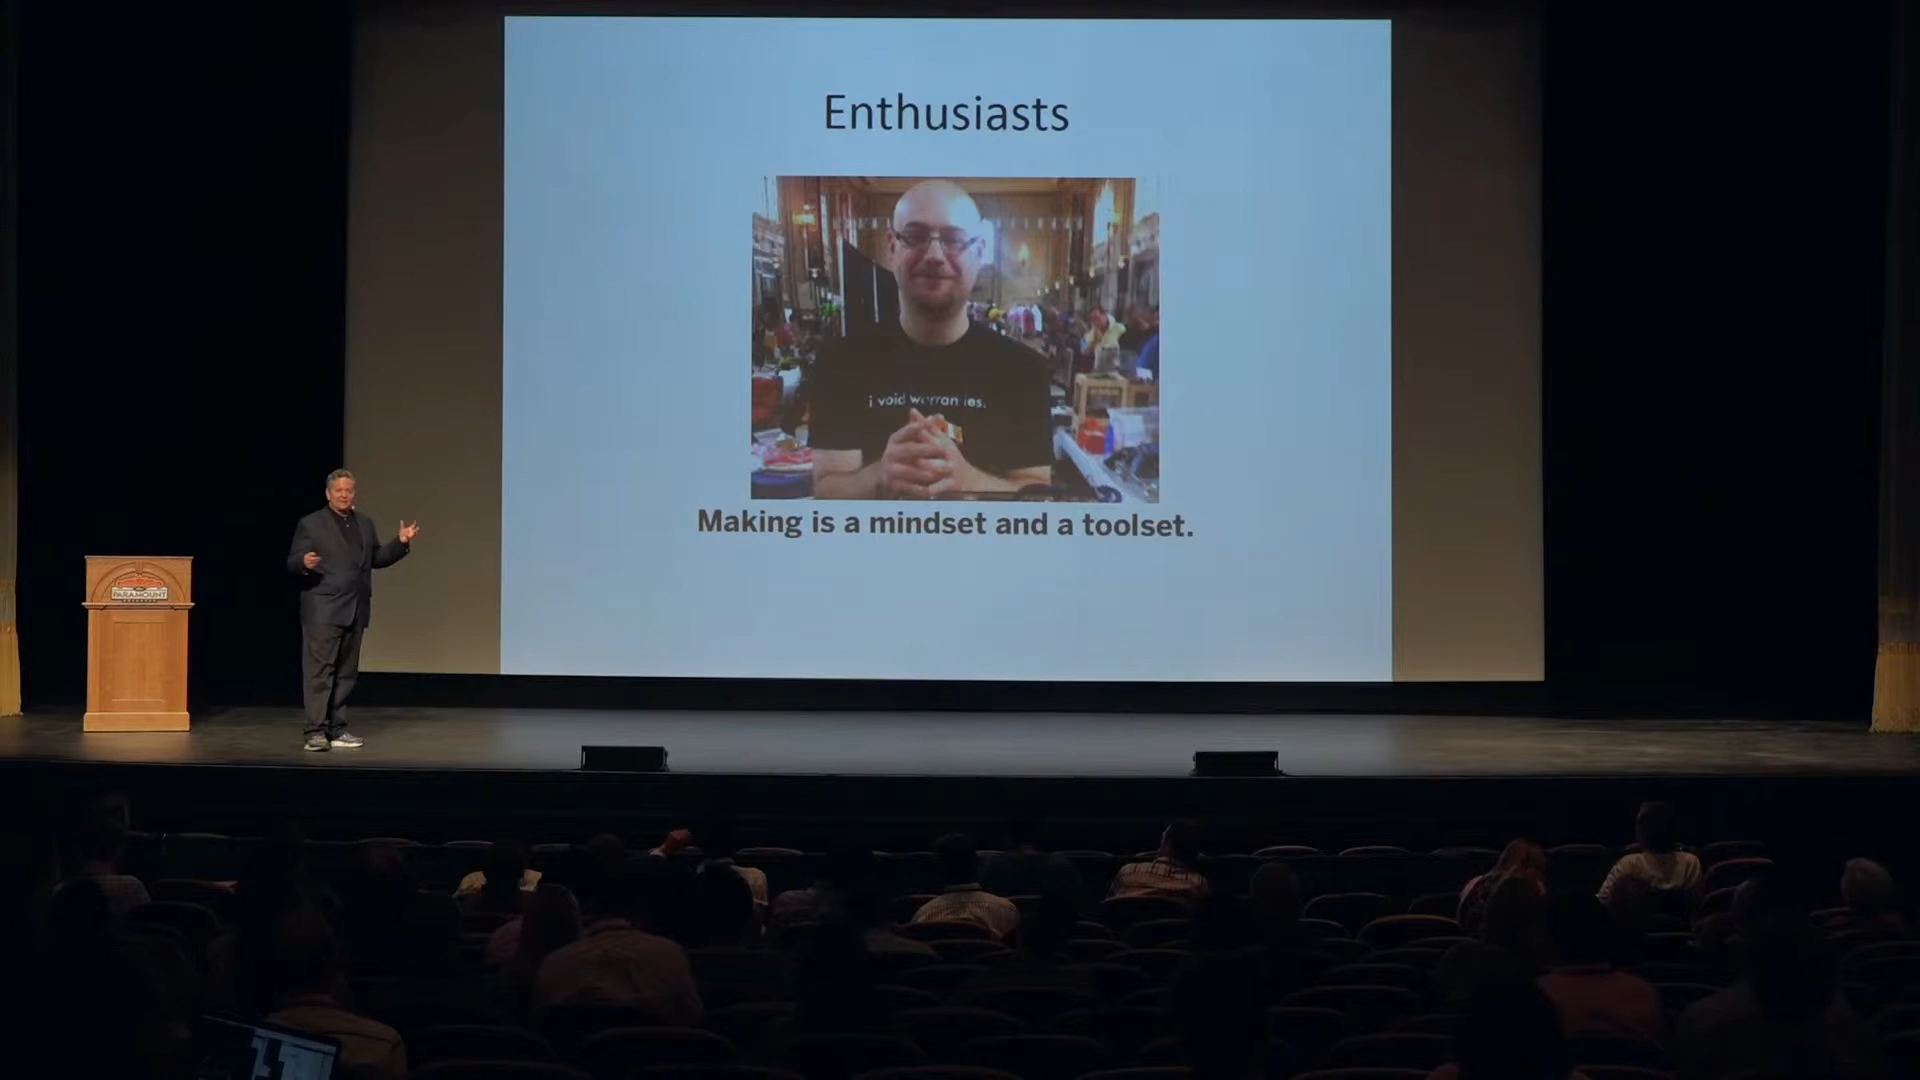 Enthusiasts
i void warranties.
Making is a mindset and a toolset.
PARAMOUNT